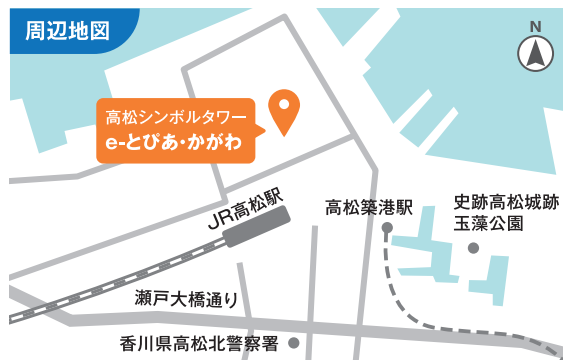 周辺地図
N
高松シンボルタワー
e-とぴあ・かがわ
JR高松駅
高松築港駅
史跡高松城跡
玉藻公園
瀬戸大橋通り
香川県高松北警察署